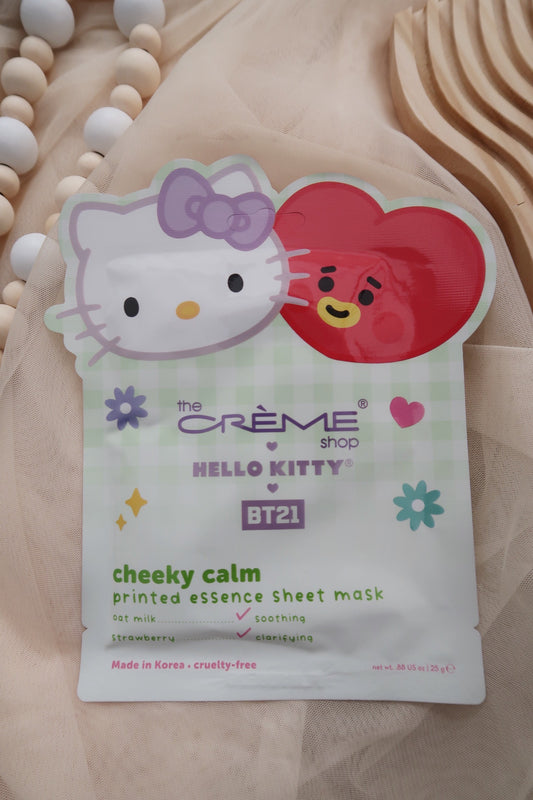 the
CRÈME®
shop
HELLO KITTY®
BT21
cheeky calm
printed essence sheet mask
oat milk.......................... soothing
strawberry................... clarifying
Made in Korea • cruelty-free
net wt. .88 US oz | 25 g ℮